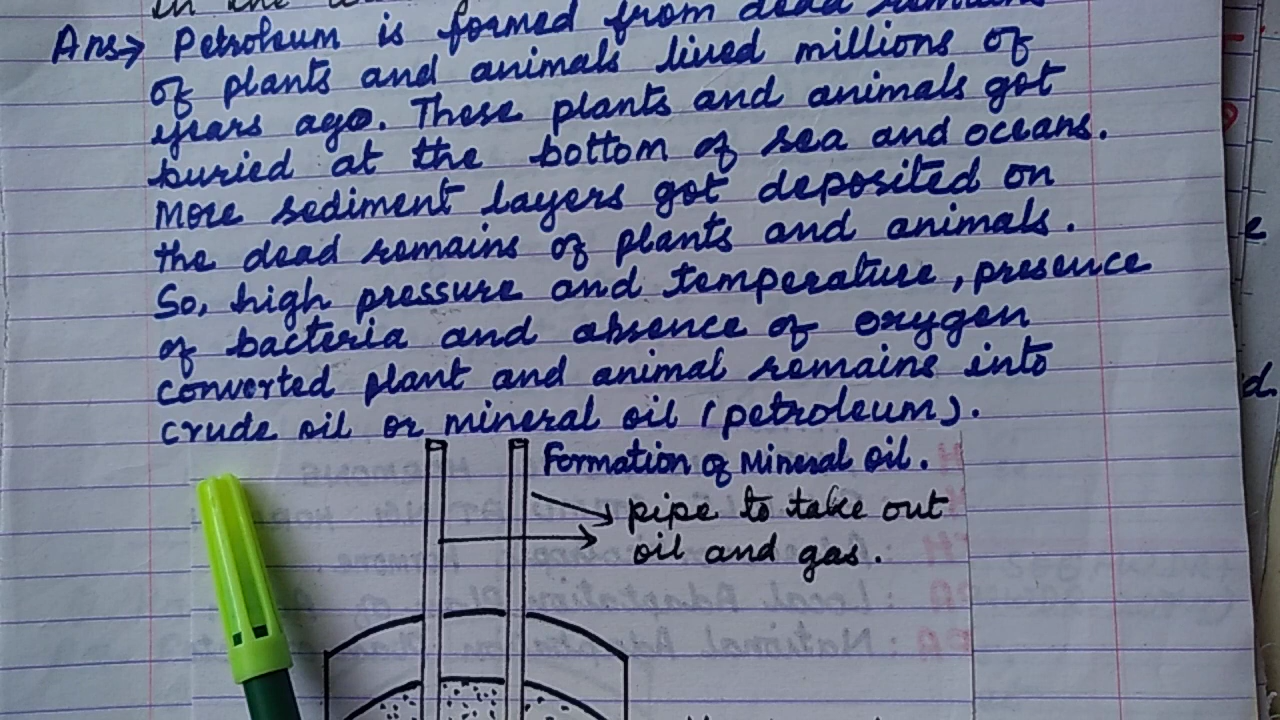 in the
Ans→ Petroleum is formed from dead remains
of plants and animals lived millions of
years ago. These plants and animals got
buried at the bottom of sea and oceans.
More sediment layers got deposited on
the dead remains of plants and animals.
So, high pressure and temperature, presence
of bacteria and absence of oxygen
converted plant and animal remains into
crude oil or mineral oil (petroleum).
Formation of Mineral oil.
pipe to take out
oil and gas.
e
d.